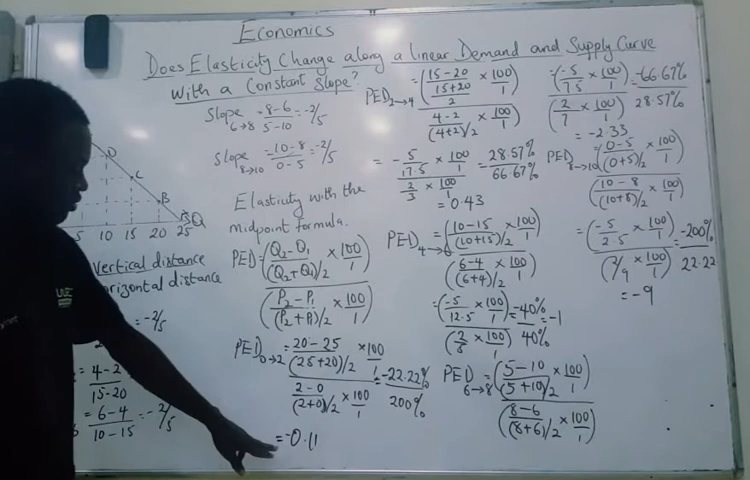 Economics
Does Elasticity Change along a linear Demand and Supply Curve
with a Constant Slope?
D
C
B
Q
5 10 15 20 25
vertical distance
horizontal distance
= -2/5
= 4-2 / 15-20
= 6-4 / 10-15 = -2/5
Slope 6→8 = 8-6 / 5-10 = -2/5
Slope 8→10 = 10-8 / 0-5 = -2/5
Elasticity with the
midpoint formula.
PED = (Q2-Q1 / (Q2+Q1)/2 × 100/1)
(P2-P1 / (P2+P1)/2 × 100/1)
PED 0→2 = 20-25 / (25+20)/2 × 100/1
2-0 / (2+0)/2 × 100/1
= -22.22% / 200%
= -0.11
PED 2→4 = (15-20 / 15+20 / 2 × 100/1)
4-2 / (4+2)/2 × 100/1
= -5 / 17.5 × 100/1
2/3 × 100/1
= 28.57% / 66.67%
= 0.43
PED 4→6 = (10-15 / (10+15)/2 × 100/1)
(6-4 / (6+4)/2 × 100/1)
= (-5 / 12.5 × 100/1) = -40% / 40% = -1
PED 6→8 = (5-10 / (5+10)/2 × 100/1)
(8-6 / (8+6)/2 × 100/1)
= (-5 / 7.5 × 100/1) = -66.67%
(2/7 × 100/1) 28.57%
= -2.33
PED 8→10 = (0-5 / (0+5)/2 × 100/1)
(10-8 / (10+8)/2 × 100/1)
= (-5 / 2.5 × 100/1) = -200%
(2/9 × 100/1) 22.22
= -9